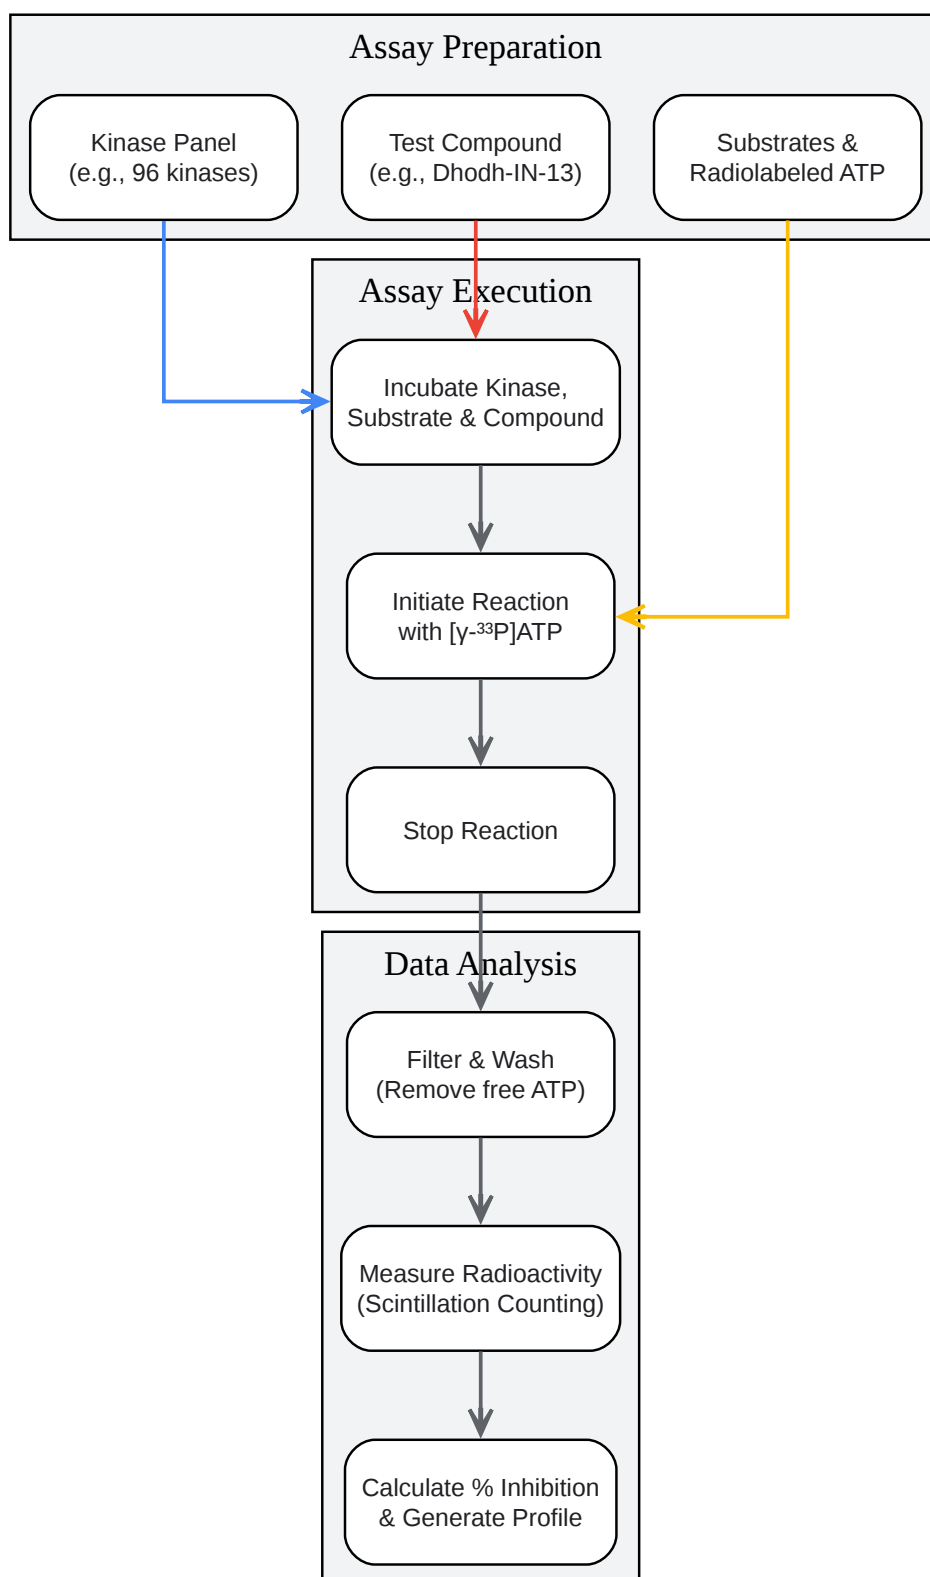 Assay Preparation
Kinase Panel
(e.g., 96 kinases)
Test Compound
(e.g., Dhodh-IN-13)
Substrates &
Radiolabeled ATP
Assay Execution
Incubate Kinase,
Substrate & Compound
Initiate Reaction
with [γ-³³P]ATP
Stop Reaction
Data Analysis
Filter & Wash
(Remove free ATP)
Measure Radioactivity
(Scintillation Counting)
Calculate % Inhibition
& Generate Profile